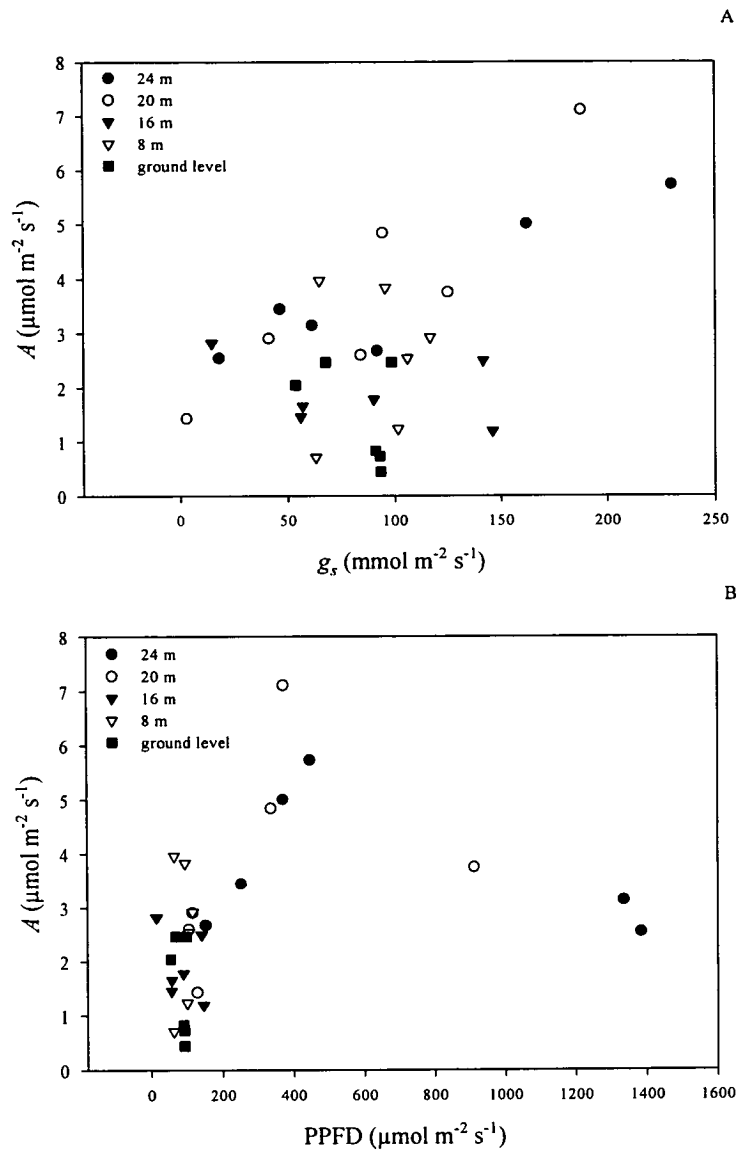 A
8
7
6
5
4
3
2
1
0
A (μmol m⁻² s⁻¹)
24 m
20 m
16 m
8 m
ground level
0 50 100 150 200 250
gₛ (mmol m⁻² s⁻¹)
B
8
7
6
5
4
3
2
1
0
A (μmol m⁻² s⁻¹)
24 m
20 m
16 m
8 m
ground level
0 200 400 600 800 1000 1200 1400 1600
PPFD (μmol m⁻² s⁻¹)